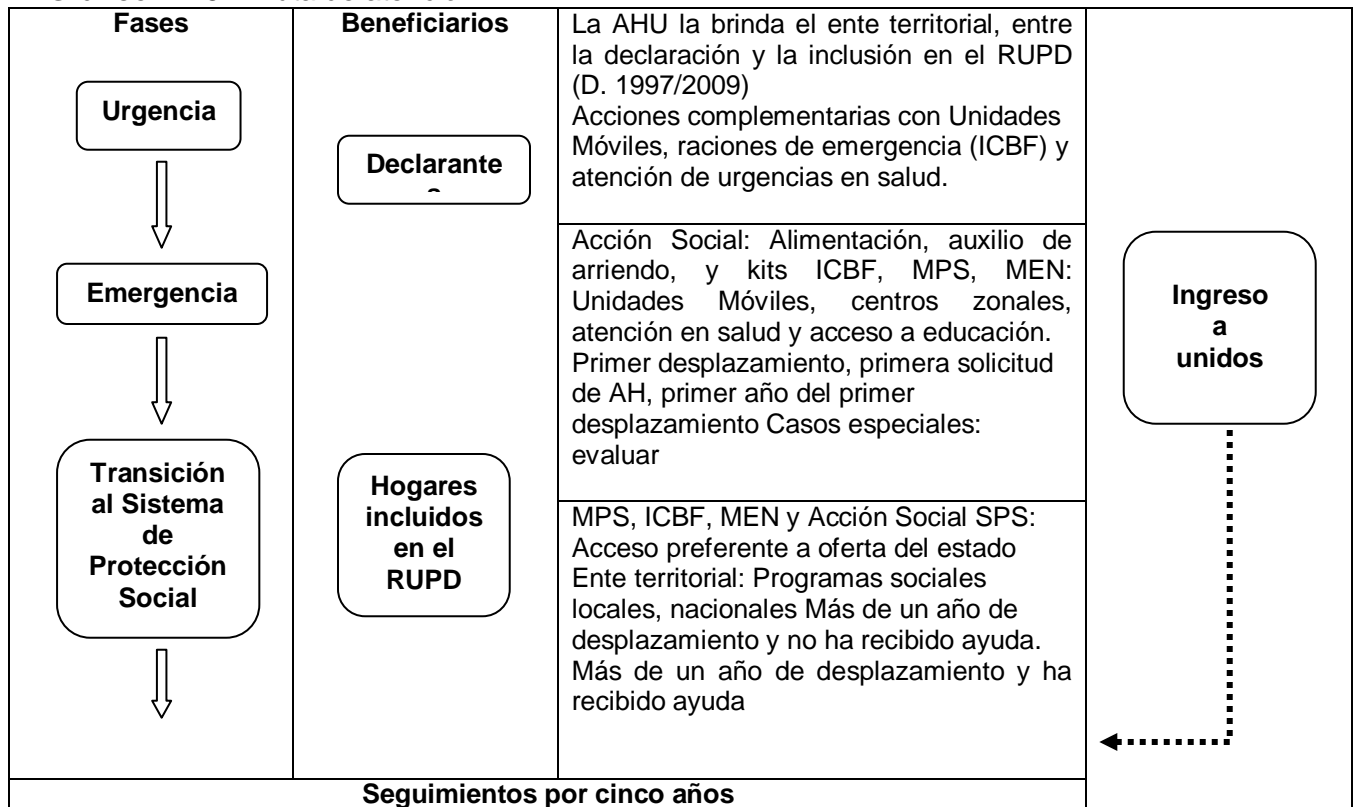 Fases
Urgencia
Emergencia
Transición
al Sistema
de
Protección
Social
Beneficiarios
Declarante
Hogares
incluidos
en el
RUPD
La AHU la brinda el ente territorial, entre
la declaración y la inclusión en el RUPD
(D. 1997/2009)
Acciones complementarias con Unidades
Móviles, raciones de emergencia (ICBF) y
atención de urgencias en salud.
Acción Social: Alimentación, auxilio de
arriendo, y kits ICBF, MPS, MEN:
Unidades Móviles, centros zonales,
atención en salud y acceso a educación.
Primer desplazamiento, primera solicitud
de AH, primer año del primer
desplazamiento Casos especiales:
evaluar
MPS, ICBF, MEN y Acción Social SPS:
Acceso preferente a oferta del estado
Ente territorial: Programas sociales
locales, nacionales Más de un año de
desplazamiento y no ha recibido ayuda.
Más de un año de desplazamiento y ha
recibido ayuda
Ingreso
a
unidos
Seguimientos por cinco años